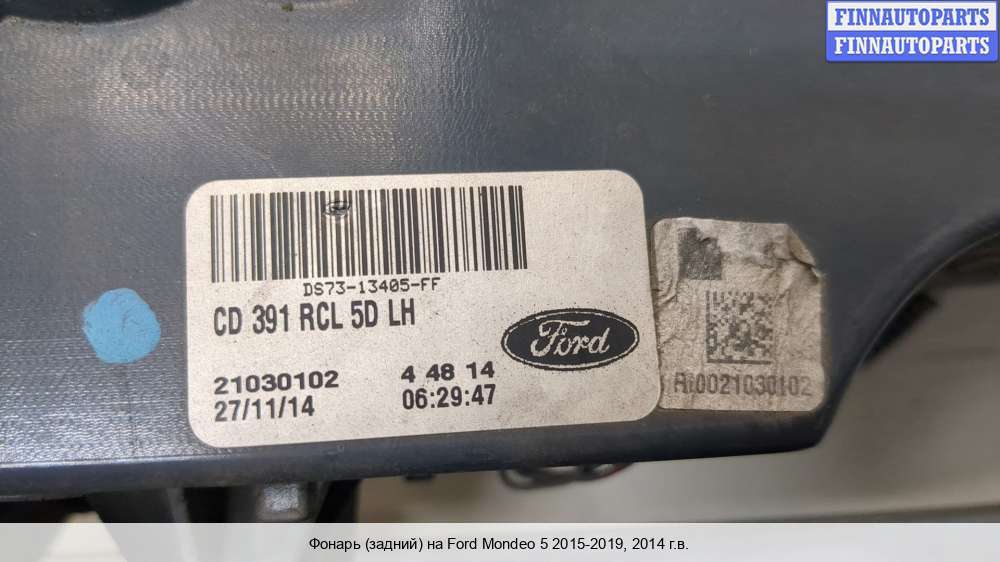 FINNAUTOPARTS
FINNAUTOPARTS
DS73-13405-FF
CD 391 RCL 5D LH
Ford
21030102 4 48 14
27/11/14 06:29:47
A:0021030102
Фонарь (задний) на Ford Mondeo 5 2015-2019, 2014 г.в.